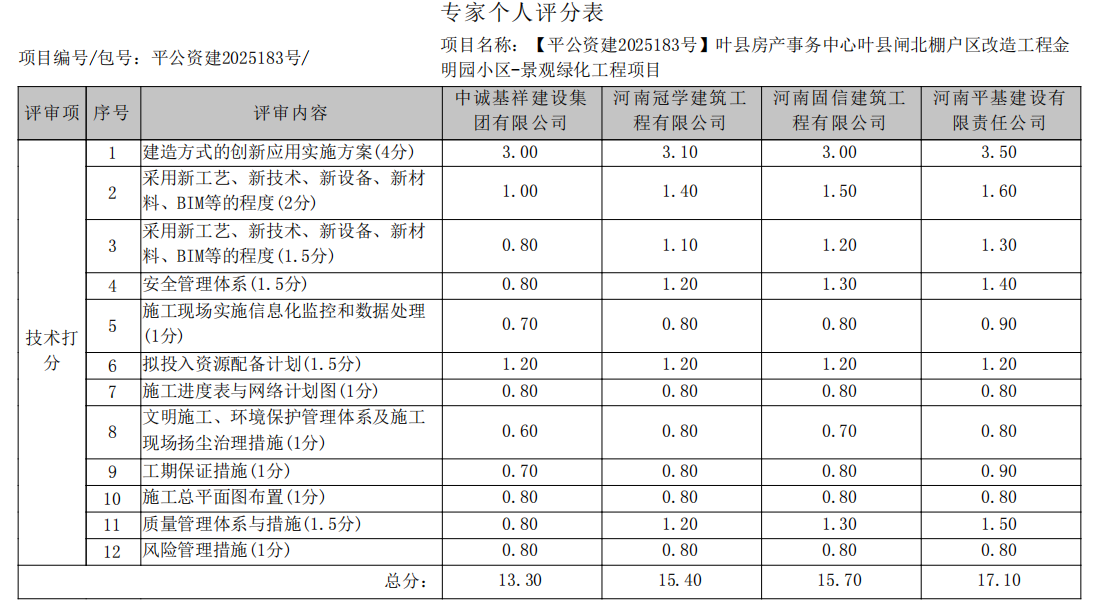 专家个人评分表
项目编号/包号: 平公资建2025183号/
项目名称: 【平公资建2025183号】叶县房产事务中心叶县闸北棚户区改造工程金
明园小区-景观绿化工程项目
评审项 序号 评审内容 中诚基祥建设集 河南冠学建筑工 河南固信建筑工 河南平基建设有
团有限公司 程有限公司 程有限公司 限责任公司
技术打
分
1 建造方式的创新应用实施方案(4分) 3.00 3.10 3.00 3.50
采用新工艺、新技术、新设备、新材
2 料、BIM等的程度(2分) 1.00 1.40 1.50 1.60
采用新工艺、新技术、新设备、新材
3 料、BIM等的程度(1.5分) 0.80 1.10 1.20 1.30
4 安全管理体系(1.5分) 0.80 1.20 1.30 1.40
施工现场实施信息化监控和数据处理
5 (1分) 0.70 0.80 0.80 0.90
6 拟投入资源配备计划(1.5分) 1.20 1.20 1.20 1.20
7 施工进度表与网络计划图(1分) 0.80 0.80 0.80 0.80
文明施工、环境保护管理体系及施工
8 现场扬尘治理措施(1分) 0.60 0.80 0.70 0.80
9 工期保证措施(1分) 0.70 0.80 0.80 0.90
10 施工总平面图布置(1分) 0.80 0.80 0.80 0.80
11 质量管理体系与措施(1.5分) 0.80 1.20 1.30 1.50
12 风险管理措施(1分) 0.80 0.80 0.80 0.80
总分: 13.30 15.40 15.70 17.10